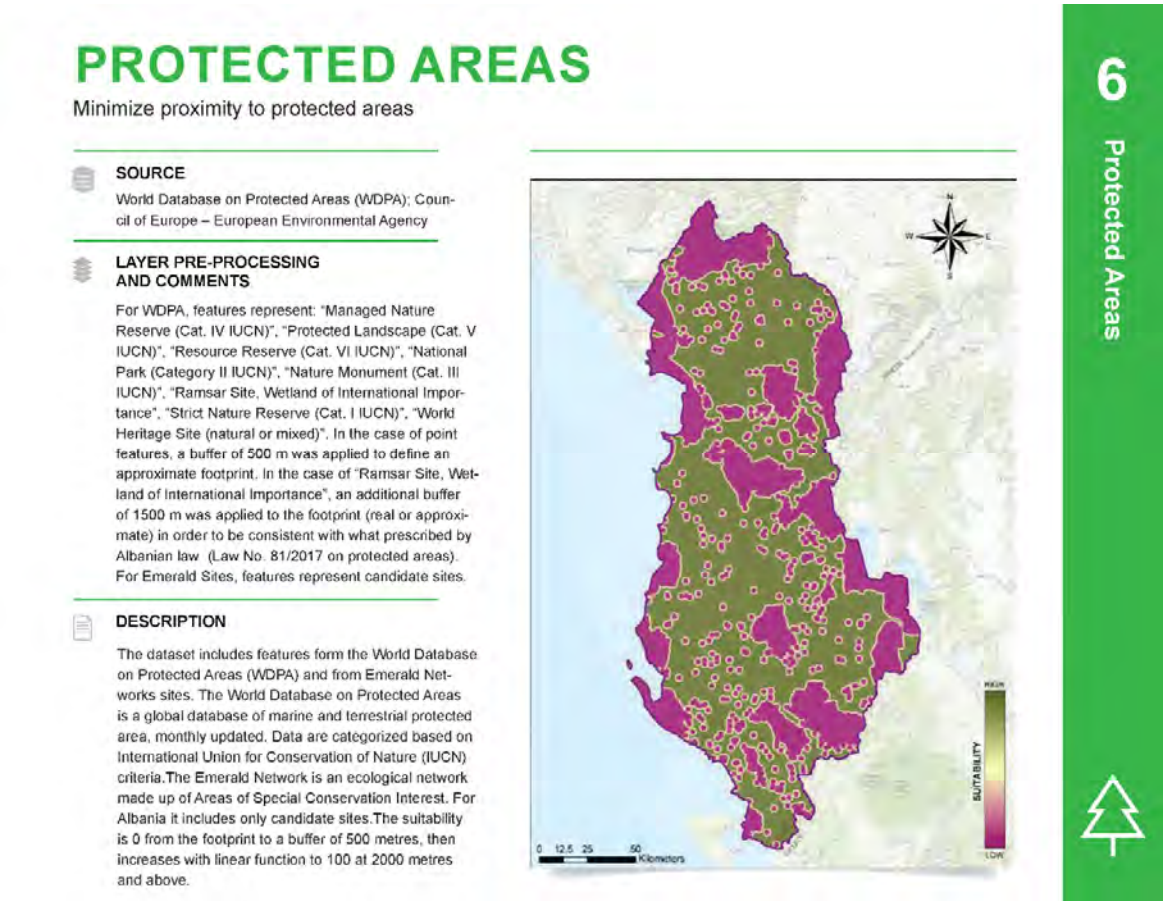 PROTECTED AREAS
Minimize proximity to protected areas
SOURCE
World Database on Protected Areas (WDPA); Coun-
cil of Europe – European Environmental Agency
LAYER PRE-PROCESSING
AND COMMENTS
For WDPA, features represent: “Managed Nature
Reserve (Cat. IV IUCN)”, “Protected Landscape (Cat. V
IUCN)”, “Resource Reserve (Cat. VI IUCN)”, “National
Park (Category II IUCN)”, “Nature Monument (Cat. III
IUCN)”, “Ramsar Site, Wetland of International Impor-
tance”, “Strict Nature Reserve (Cat. I IUCN)”, “World
Heritage Site (natural or mixed)”. In the case of point
features, a buffer of 500 m was applied to define an
approximate footprint. In the case of “Ramsar Site, Wet-
land of International Importance”, an additional buffer
of 1500 m was applied to the footprint (real or approxi-
mate) in order to be consistent with what prescribed by
Albanian law (Law No. 81/2017 on protected areas).
For Emerald Sites, features represent candidate sites.
DESCRIPTION
The dataset includes features form the World Database
on Protected Areas (WDPA) and from Emerald Net-
works sites. The World Database on Protected Areas
is a global database of marine and terrestrial protected
area, monthly updated. Data are categorized based on
International Union for Conservation of Nature (IUCN)
criteria.The Emerald Network is an ecological network
made up of Areas of Special Conservation Interest. For
Albania it includes only candidate sites.The suitability
is 0 from the footprint to a buffer of 500 metres, then
increases with linear function to 100 at 2000 metres
and above.
N
W E
S
HIGH
SUITABILITY
LOW
0 12.5 25 50
Kilometers
6
Protected Areas